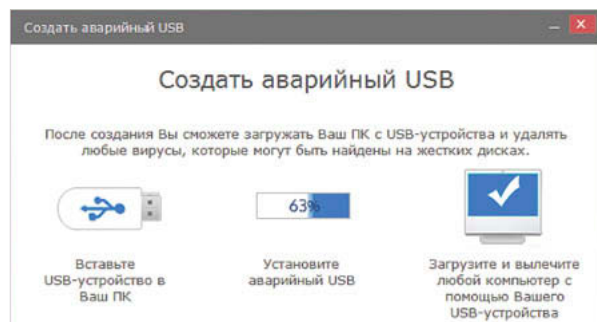 Создать аварийный USB
Создать аварийный USB
После создания Вы сможете загружать Ваш ПК с USB-устройства и удалять
любые вирусы, которые могут быть найдены на жестких дисках.
63%
Вставьте
USB-устройство в
Ваш ПК
Установите
аварийный USB
Загрузите и вылечите
любой компьютер с
помощью Вашего
USB-устройства